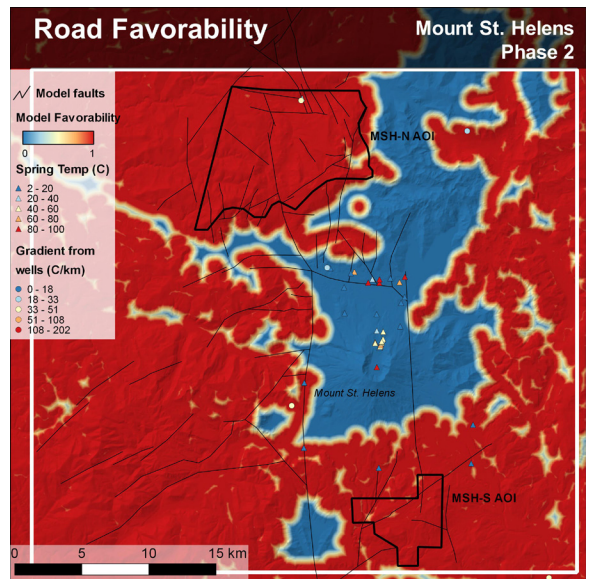 Road Favorability
Mount St. Helens
Phase 2
Model faults
Model Favorability
0 1
Spring Temp (C)
2 - 20
20 - 40
40 - 60
60 - 80
80 - 100
Gradient from
wells (C/km)
0 - 18
18 - 33
33 - 51
51 - 108
108 - 202
MSH-N AOI
Mount St. Helens
MSH-S AOI
0 5 10 15 km